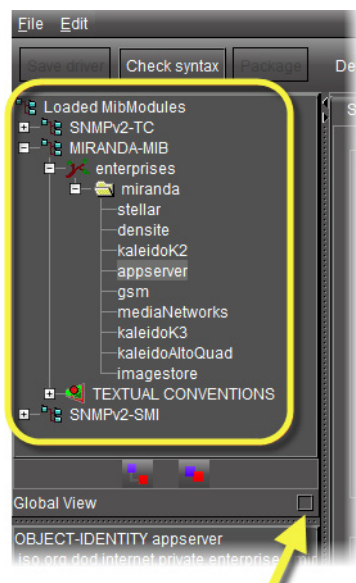 File Edit
Save driver Check syntax Package De
Loaded MibModules
SNMPv2-TC
MIRANDA-MIB
enterprises
miranda
stellar
densite
kaleidoK2
appserver
gsm
mediaNetworks
kaleidoK3
kaleidoAltoQuad
imagestore
TEXTUAL CONVENTIONS
SNMPv2-SMI
Global View
OBJECT-IDENTITY appserver
iso.org.dod.internet.private.enterprises